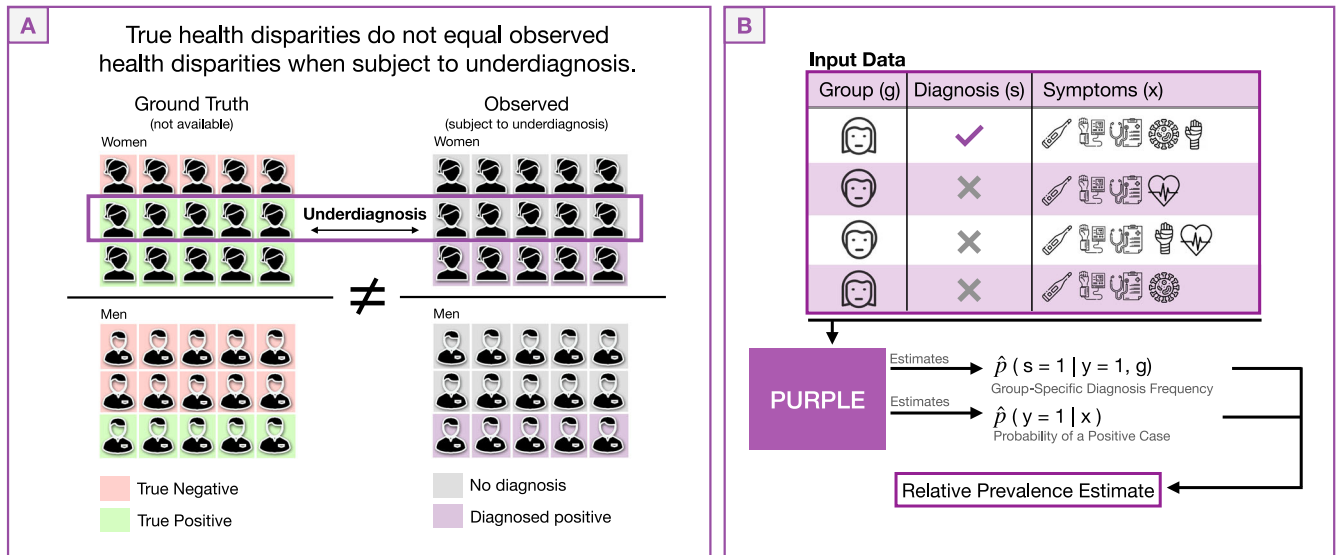 A
True health disparities do not equal observed
health disparities when subject to underdiagnosis.
Ground Truth
(not available)
Observed
(subject to underdiagnosis)
Women
Women
Underdiagnosis
≠
Men
Men
True Negative
True Positive
No diagnosis
Diagnosed positive
B
Input Data
Group (g) Diagnosis (s) Symptoms (x)
PURPLE
Estimates
p̂ ( s = 1 | y = 1, g)
Group-Specific Diagnosis Frequency
Estimates
p̂ ( y = 1 | x )
Probability of a Positive Case
Relative Prevalence Estimate